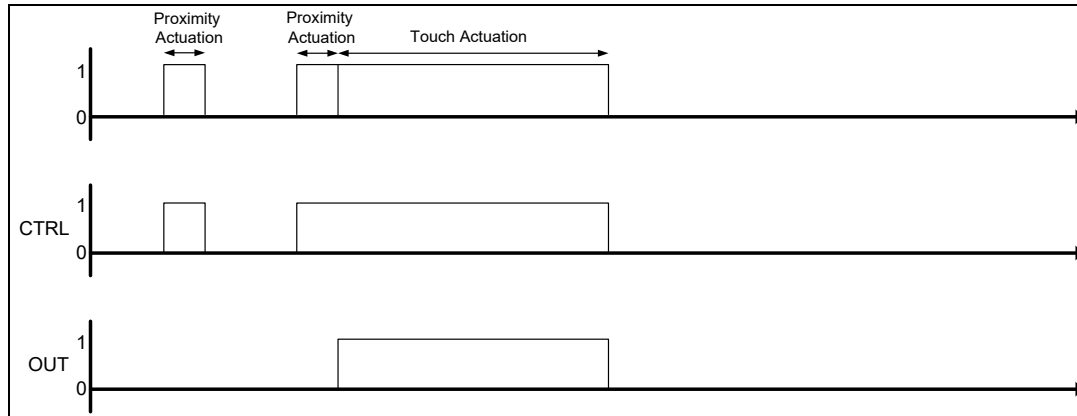 Proximity
Actuation
Proximity
Actuation
Touch Actuation
1
0
CTRL
1
0
OUT
1
0